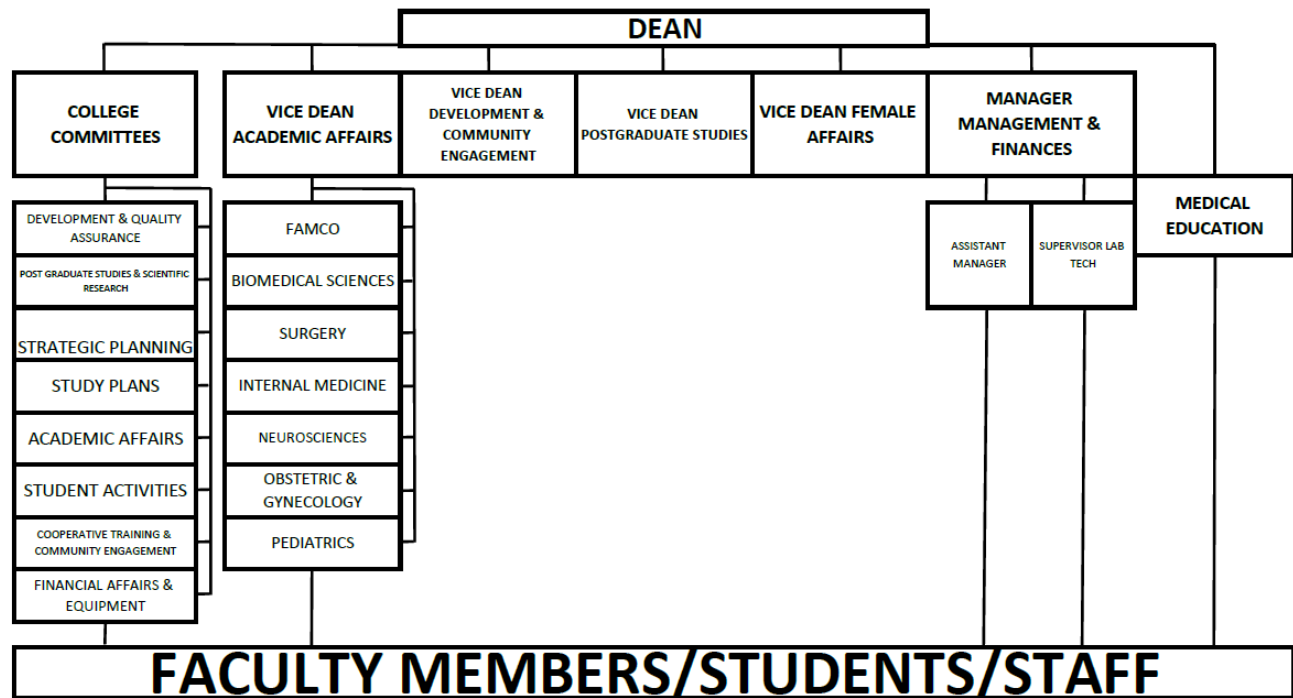 DEAN
COLLEGE
COMMITTEES
VICE DEAN
ACADEMIC AFFAIRS
VICE DEAN
DEVELOPMENT &
COMMUNITY
ENGAGEMENT
VICE DEAN
POSTGRADUATE STUDIES
VICE DEAN FEMALE
AFFAIRS
MANAGER
MANAGEMENT &
FINANCES
MEDICAL
EDUCATION
DEVELOPMENT & QUALITY
ASSURANCE
POST GRADUATE STUDIES & SCIENTIFIC
RESEARCH
STRATEGIC PLANNING
STUDY PLANS
ACADEMIC AFFAIRS
STUDENT ACTIVITIES
COOPERATIVE TRAINING &
COMMUNITY ENGAGEMENT
FINANCIAL AFFAIRS &
EQUIPMENT
FAMCO
BIOMEDICAL SCIENCES
SURGERY
INTERNAL MEDICINE
NEUROSCIENCES
OBSTETRIC &
GYNECOLOGY
PEDIATRICS
ASSISTANT
MANAGER
SUPERVISOR LAB
TECH
FACULTY MEMBERS/STUDENTS/STAFF